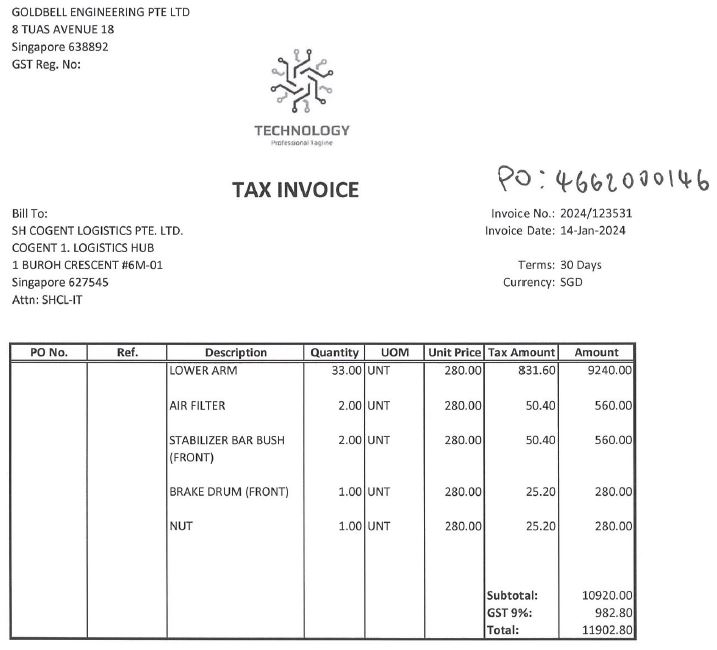 GOLDBELL ENGINEERING PTE LTD
8 TUAS AVENUE 18
Singapore 638892
GST Reg. No:
TECHNOLOGY
Professional Tagline
TAX INVOICE
PO: 4662000146
Bill To:
SH COGENT LOGISTICS PTE. LTD.
COGENT 1. LOGISTICS HUB
1 BUROH CRESCENT #6M-01
Singapore 627545
Attn: SHCL-IT
Invoice No.: 2024/123531
Invoice Date: 14-Jan-2024
Terms: 30 Days
Currency: SGD
PO No. Ref. Description Quantity UOM Unit Price Tax Amount Amount
LOWER ARM 33.00 UNT 280.00 831.60 9240.00
AIR FILTER 2.00 UNT 280.00 50.40 560.00
STABILIZER BAR BUSH 2.00 UNT 280.00 50.40 560.00
(FRONT)
BRAKE DRUM (FRONT) 1.00 UNT 280.00 25.20 280.00
NUT 1.00 UNT 280.00 25.20 280.00
Subtotal: 10920.00
GST 9%: 982.80
Total: 11902.80